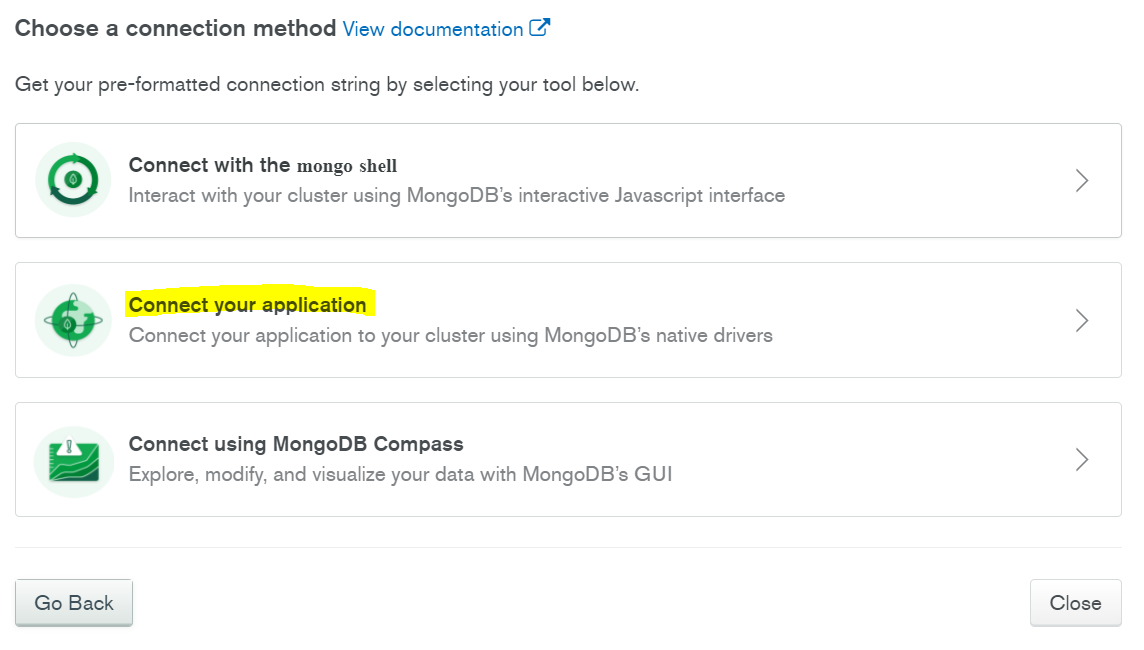 Choose a connection method View documentation
Get your pre-formatted connection string by selecting your tool below.
Connect with the mongo shell
Interact with your cluster using MongoDB's interactive Javascript interface
Connect your application
Connect your application to your cluster using MongoDB's native drivers
Connect using MongoDB Compass
Explore, modify, and visualize your data with MongoDB's GUI
Go Back
Close